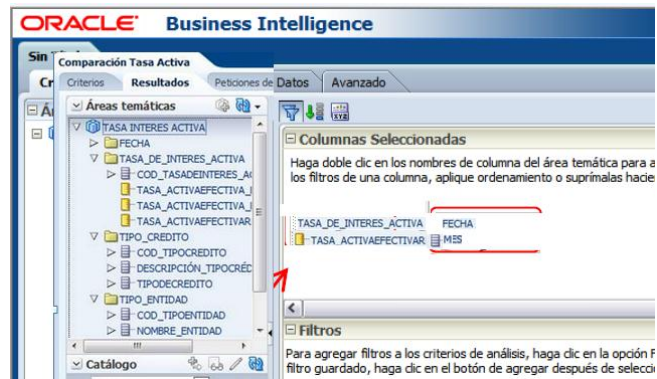 ORACLE Business Intelligence
Sin
Comparación Tasa Activa
Cr
Criterios Resultados Peticiones de Datos Avanzado
Áreas temáticas
TASA INTERES ACTIVA
FECHA
TASA_DE_INTERES_ACTIVA
COD_TASADEINTERES_A
TASA_ACTIVAEFECTIVA_
TASA_ACTIVAEFECTIVA_
TASA_ACTIVAEFECTIVAR
TIPO_CREDITO
COD_TIPOCREDITO
DESCRIPCIÓN_TIPOCRÉD
TIPODECREDITO
TIPO_ENTIDAD
COD_TIPOENTIDAD
NOMBRE_ENTIDAD
Catálogo
Columnas Seleccionadas
Haga doble clic en los nombres de columna del área temática para a
los filtros de una columna, aplique ordenamiento o suprímalas hacie
TASA_DE_INTERES_ACTIVA FECHA
TASA_ACTIVAEFECTIVAR MES
Filtros
Para agregar filtros a los criterios de análisis, haga clic en la opción F
filtro guardado, haga clic en el botón de agregar después de selecci